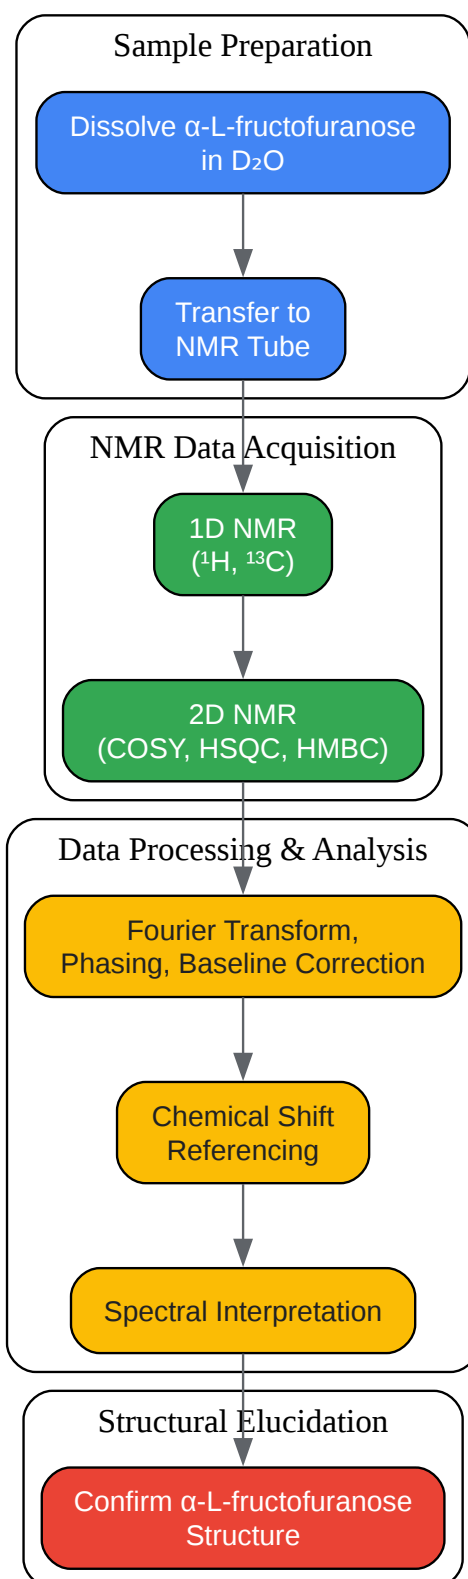 Sample Preparation
Dissolve α-L-fructofuranose
in D₂O
Transfer to
NMR Tube
NMR Data Acquisition
1D NMR
(¹H, ¹³C)
2D NMR
(COSY, HSQC, HMBC)
Data Processing & Analysis
Fourier Transform,
Phasing, Baseline Correction
Chemical Shift
Referencing
Spectral Interpretation
Structural Elucidation
Confirm α-L-fructofuranose
Structure